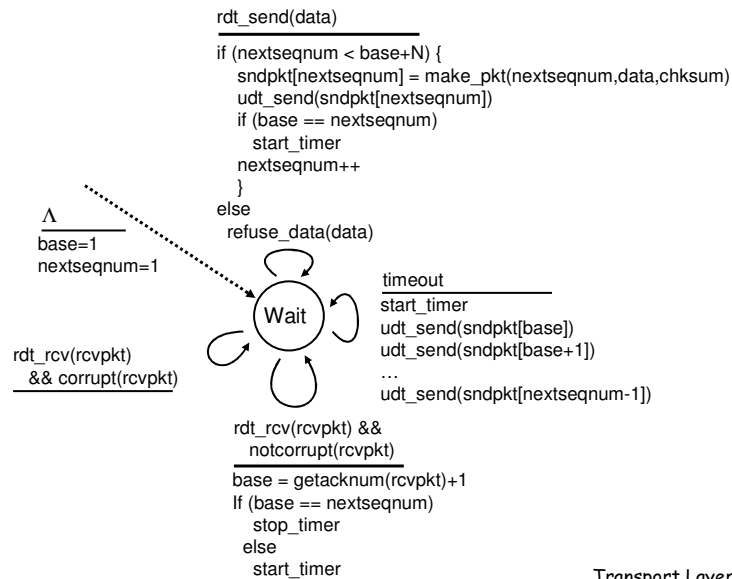 rdt_send(data)
if (nextseqnum < base+N) {
sndpkt[nextseqnum] = make_pkt(nextseqnum,data,chksum)
udt_send(sndpkt[nextseqnum])
if (base == nextseqnum)
start_timer
nextseqnum++
}
else
refuse_data(data)
Λ
base=1
nextseqnum=1
Wait
timeout
start_timer
udt_send(sndpkt[base])
udt_send(sndpkt[base+1])
…
udt_send(sndpkt[nextseqnum-1])
rdt_rcv(rcvpkt)
&& corrupt(rcvpkt)
rdt_rcv(rcvpkt) &&
notcorrupt(rcvpkt)
base = getacknum(rcvpkt)+1
If (base == nextseqnum)
stop_timer
else
start_timer
Transport Layer